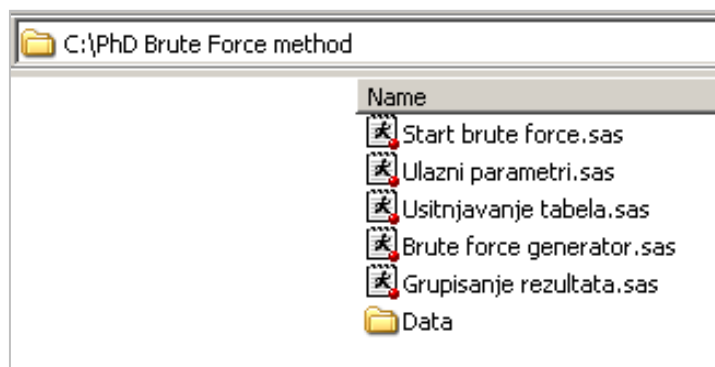 C:\PhD Brute Force method
Name
Start brute force.sas
Ulazni parametri.sas
Usitnjavanje tabela.sas
Brute force generator.sas
Grupisanje rezultata.sas
Data